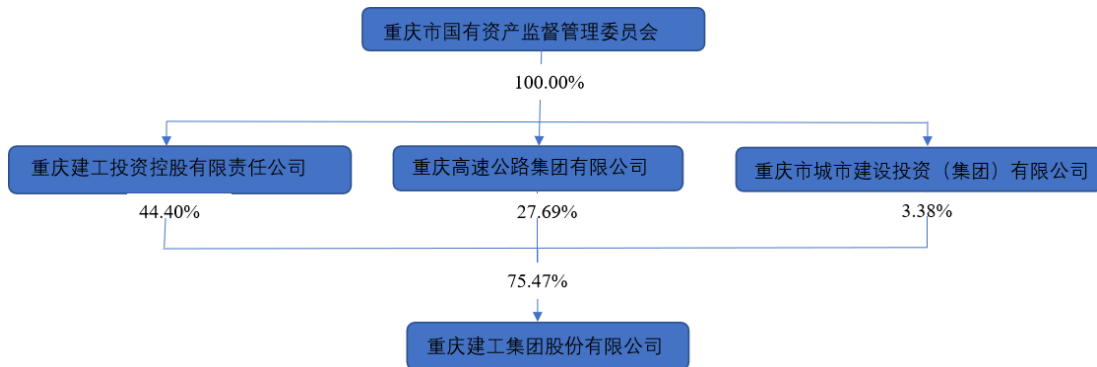 重庆市国有资产监督管理委员会
100.00%
重庆建工投资控股有限责任公司
重庆高速公路集团有限公司
重庆市城市建设投资（集团）有限公司
44.40%
27.69%
3.38%
75.47%
重庆建工集团股份有限公司